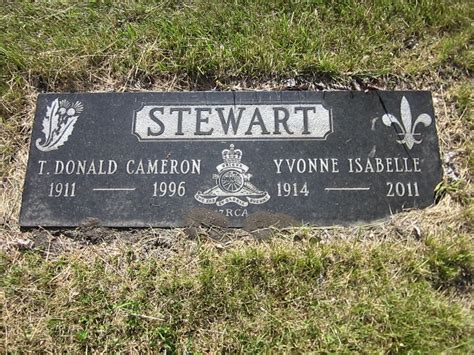 STEWART
T. DONALD CAMERON YVONNE ISABELLE
1911 — 1996 1914 — 2011
RCA